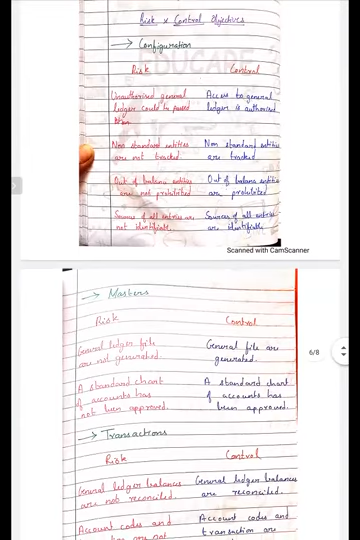 Risk & Control Objectives
→ Configuration
Risk Control
Unauthorised general Access to general
ledger could be passed ledger is authorised
Non standard entities Non standard entities
are not tracked are tracked
Out of balance entities Out of balance entities
are not prohibited are prohibited
Sources of all entries are Sources of all entries
not identifiable are identifiable
Scanned with CamScanner
→ Masters
Risk Control
General ledger file General file are
are not generated. generated.
A standard chart A standard chart
of accounts has of accounts has
not been approved. been approved.
6/8
→ Transactions
Risk Control
General ledger balances General ledger balances
are not reconciled. are reconciled.
Account codes and Account codes and
transaction are